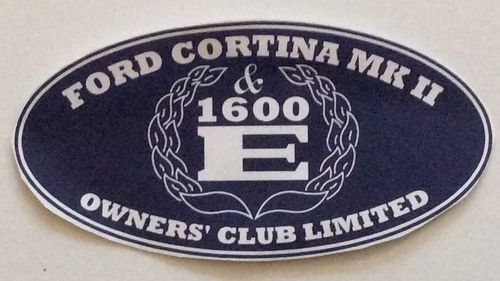 FORD CORTINA MK II
&
1600
E
OWNERS' CLUB LIMITED